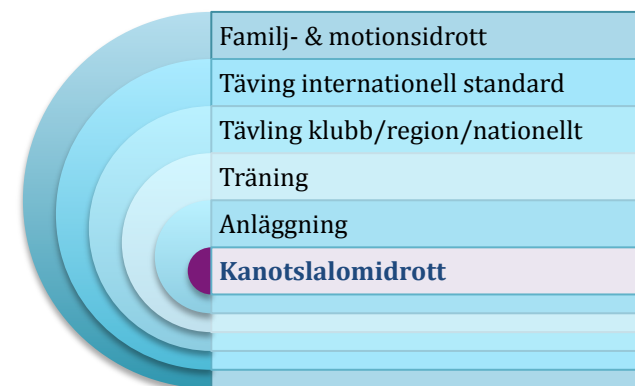 Familj- & motionsidrott
Täving internationell standard
Tävling klubb/region/nationellt
Träning
Anläggning
Kanotslalomidrott